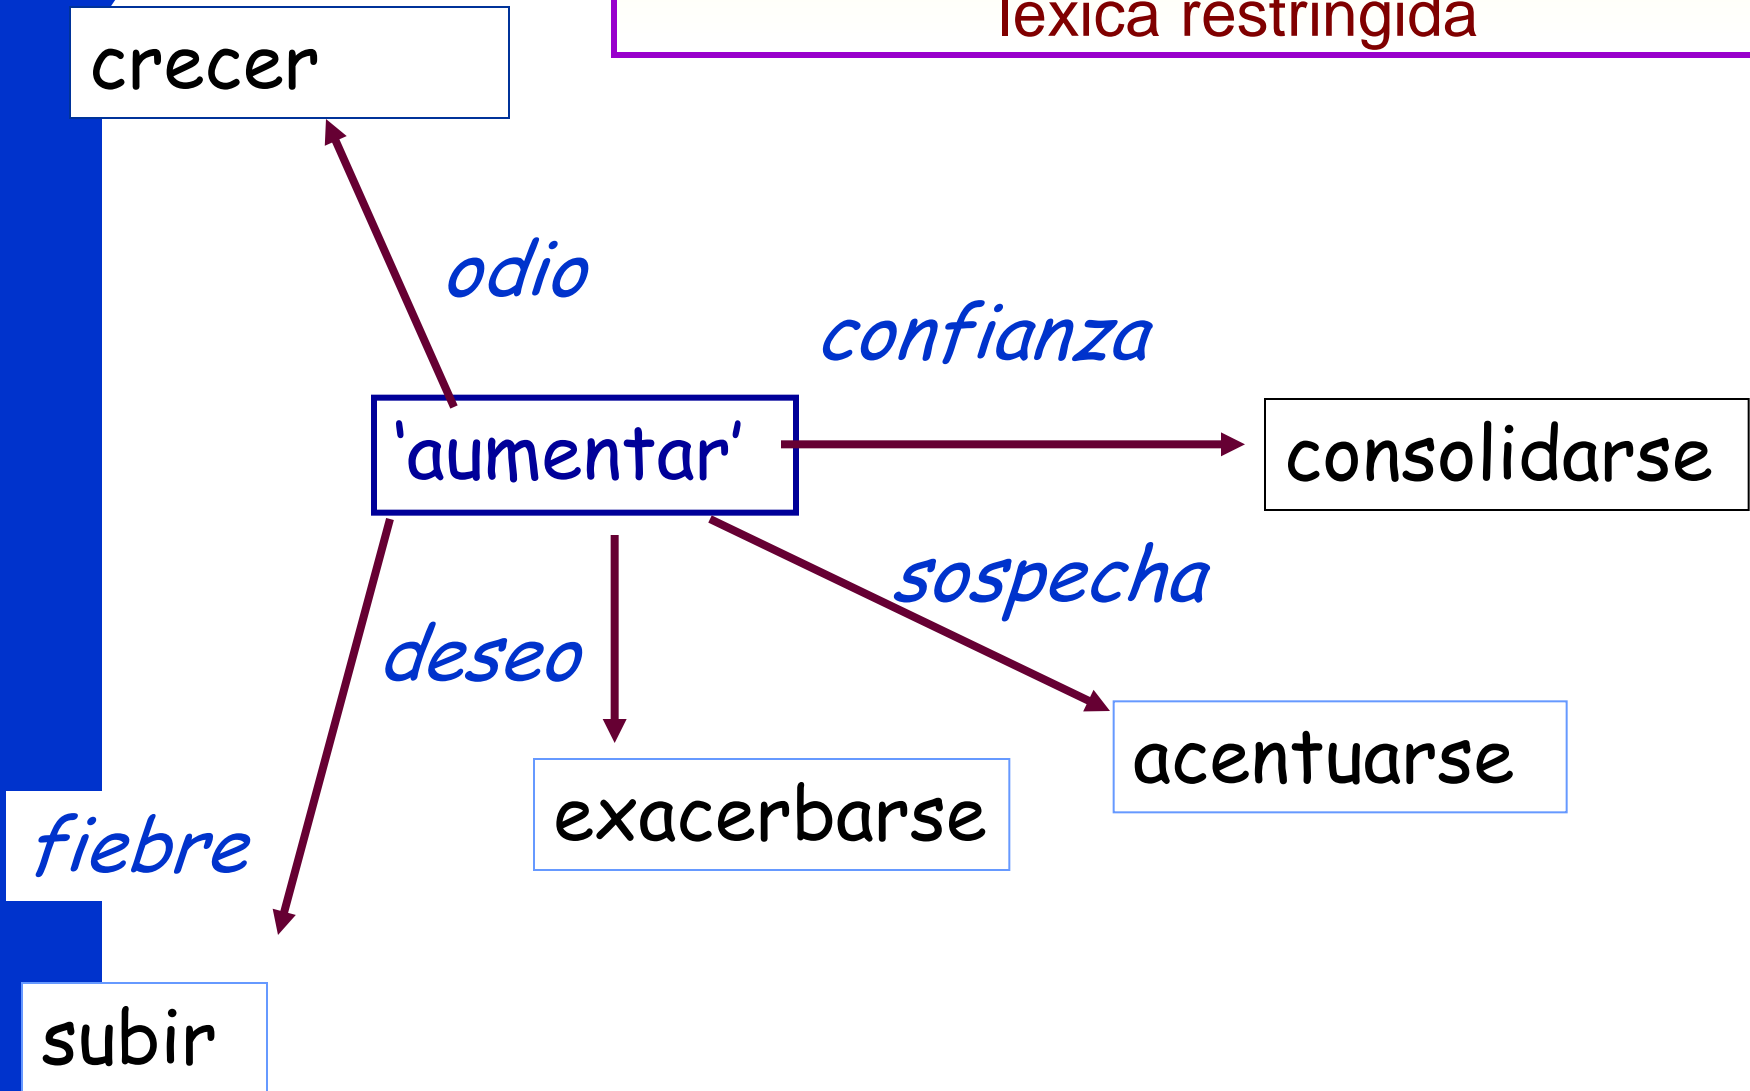 léxica restringida
crecer
odio
confianza
‘aumentar’
consolidarse
sospecha
deseo
acentuarse
exacerbarse
fiebre
subir